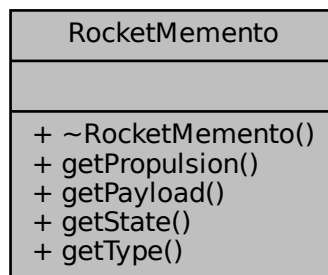 RocketMemento
+ ~RocketMemento()
+ getPropulsion()
+ getPayload()
+ getState()
+ getType()